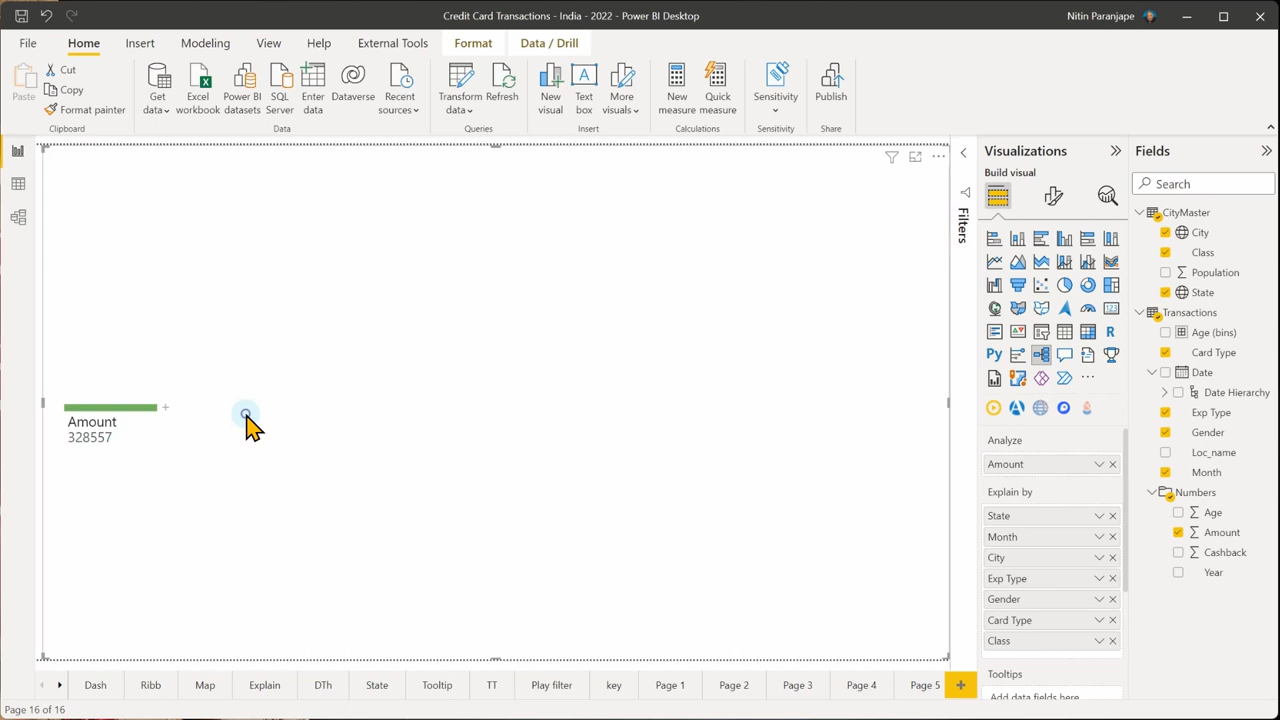 Credit Card Transactions - India - 2022 - Power BI Desktop
Nitin Paranjape
File Home Insert Modeling View Help External Tools Format Data / Drill
Paste
Cut
Copy
Format painter
Clipboard
Get data
Excel workbook
Power BI datasets
SQL Server
Enter data
Dataverse
Recent sources
Data
Transform data
Refresh
Queries
New visual
Text box
More visuals
Insert
New measure
Quick measure
Calculations
Sensitivity
Sensitivity
Publish
Share
Amount
328557
Filters
Visualizations
Build visual
123
R
Py
Analyze
Amount
Explain by
State
Month
City
Exp Type
Gender
Card Type
Class
Tooltips
Add data fields here
Fields
Search
CityMaster
City
Class
Population
State
Transactions
Age (bins)
Card Type
Date
Date Hierarchy
Exp Type
Gender
Loc_name
Month
Numbers
Age
Amount
Cashback
Year
Dash Ribb Map Explain DTh State Tooltip TT Play filter key Page 1 Page 2 Page 3 Page 4 Page 5
Page 16 of 16